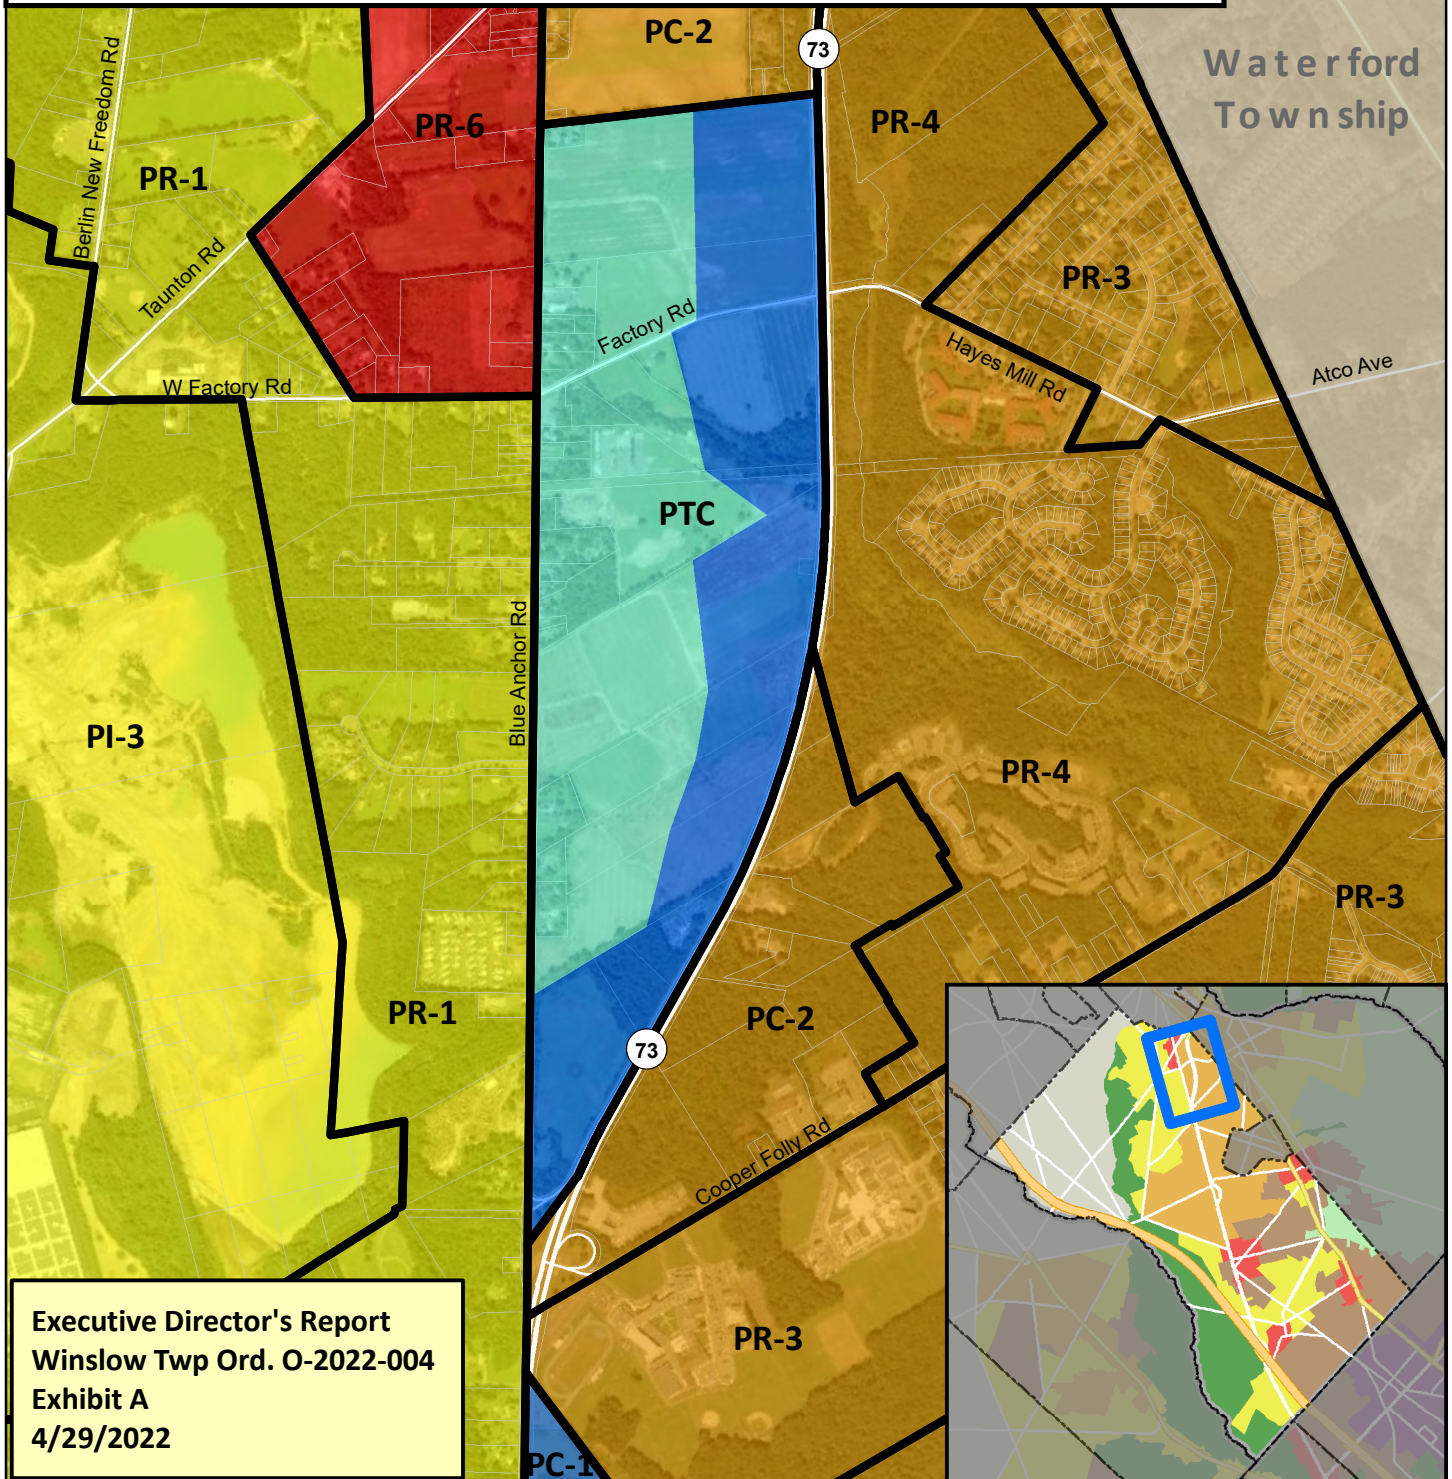 PC-2
73
Waterford
Township
PR-4
PR-6
Berlin New Freedom Rd
PR-1
Taunton Rd
PR-3
Factory Rd
Hayes Mill Rd
Atco Ave
W Factory Rd
PTC
Blue Anchor Rd
PI-3
PR-4
PR-3
PR-1
PC-2
73
Cooper Folly Rd
PR-3
PC-1
Executive Director's Report
Winslow Twp Ord. O-2022-004
Exhibit A
4/29/2022